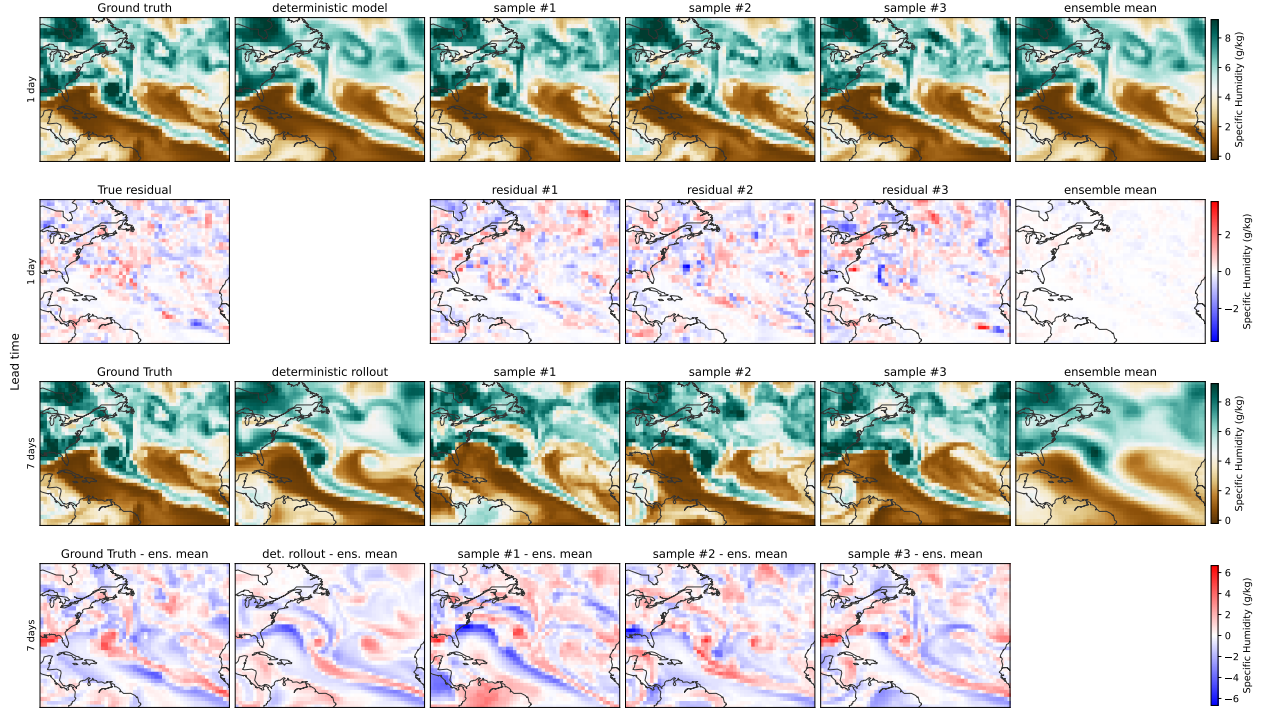 Ground truth
deterministic model
sample #1
sample #2
sample #3
ensemble mean
1 day
8
6
4
2
0
Specific Humidity (g/kg)
True residual
residual #1
residual #2
residual #3
ensemble mean
1 day
2
0
−2
Specific Humidity (g/kg)
Lead time
Ground Truth
deterministic rollout
sample #1
sample #2
sample #3
ensemble mean
7 days
8
6
4
2
0
Specific Humidity (g/kg)
Ground Truth - ens. mean
det. rollout - ens. mean
sample #1 - ens. mean
sample #2 - ens. mean
sample #3 - ens. mean
7 days
6
4
2
0
−2
−4
−6
Specific Humidity (g/kg)